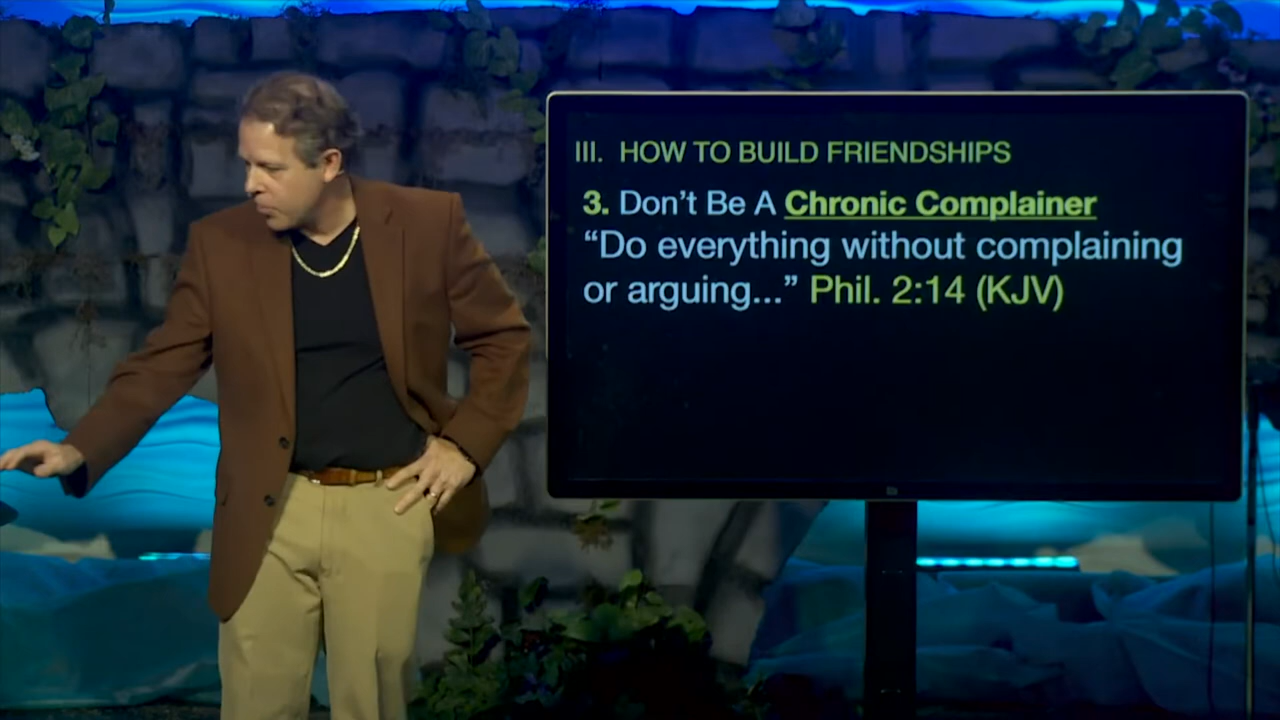 III. HOW TO BUILD FRIENDSHIPS
3. Don’t Be A Chronic Complainer
“Do everything without complaining
or arguing...” Phil. 2:14 (KJV)